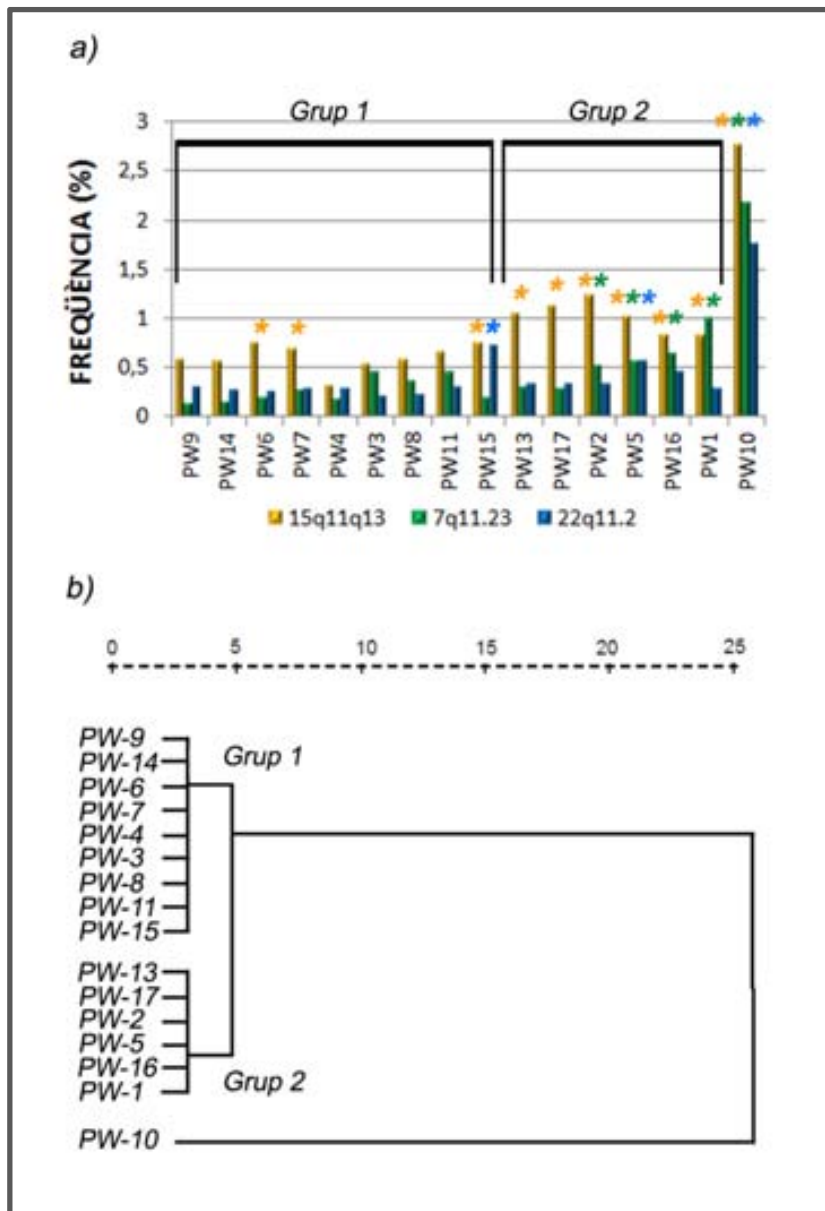 a)
Grup 1 Grup 2
FREQÜÈNCIA (%)
3
2,5
2
1,5
1
0,5
0
* * *
* * * * * * * * * * * * * * *
PW9 PW14 PW6 PW7 PW4 PW3 PW8 PW11 PW15 PW13 PW17 PW2 PW5 PW16 PW1 PW10
15q11q13 7q11.23 22q11.2
b)
0 5 10 15 20 25
PW-9
Grup 1
PW-14
PW-6
PW-7
PW-4
PW-3
PW-8
PW-11
PW-15
PW-13
PW-17
PW-2
PW-5
PW-16
Grup 2
PW-1
PW-10